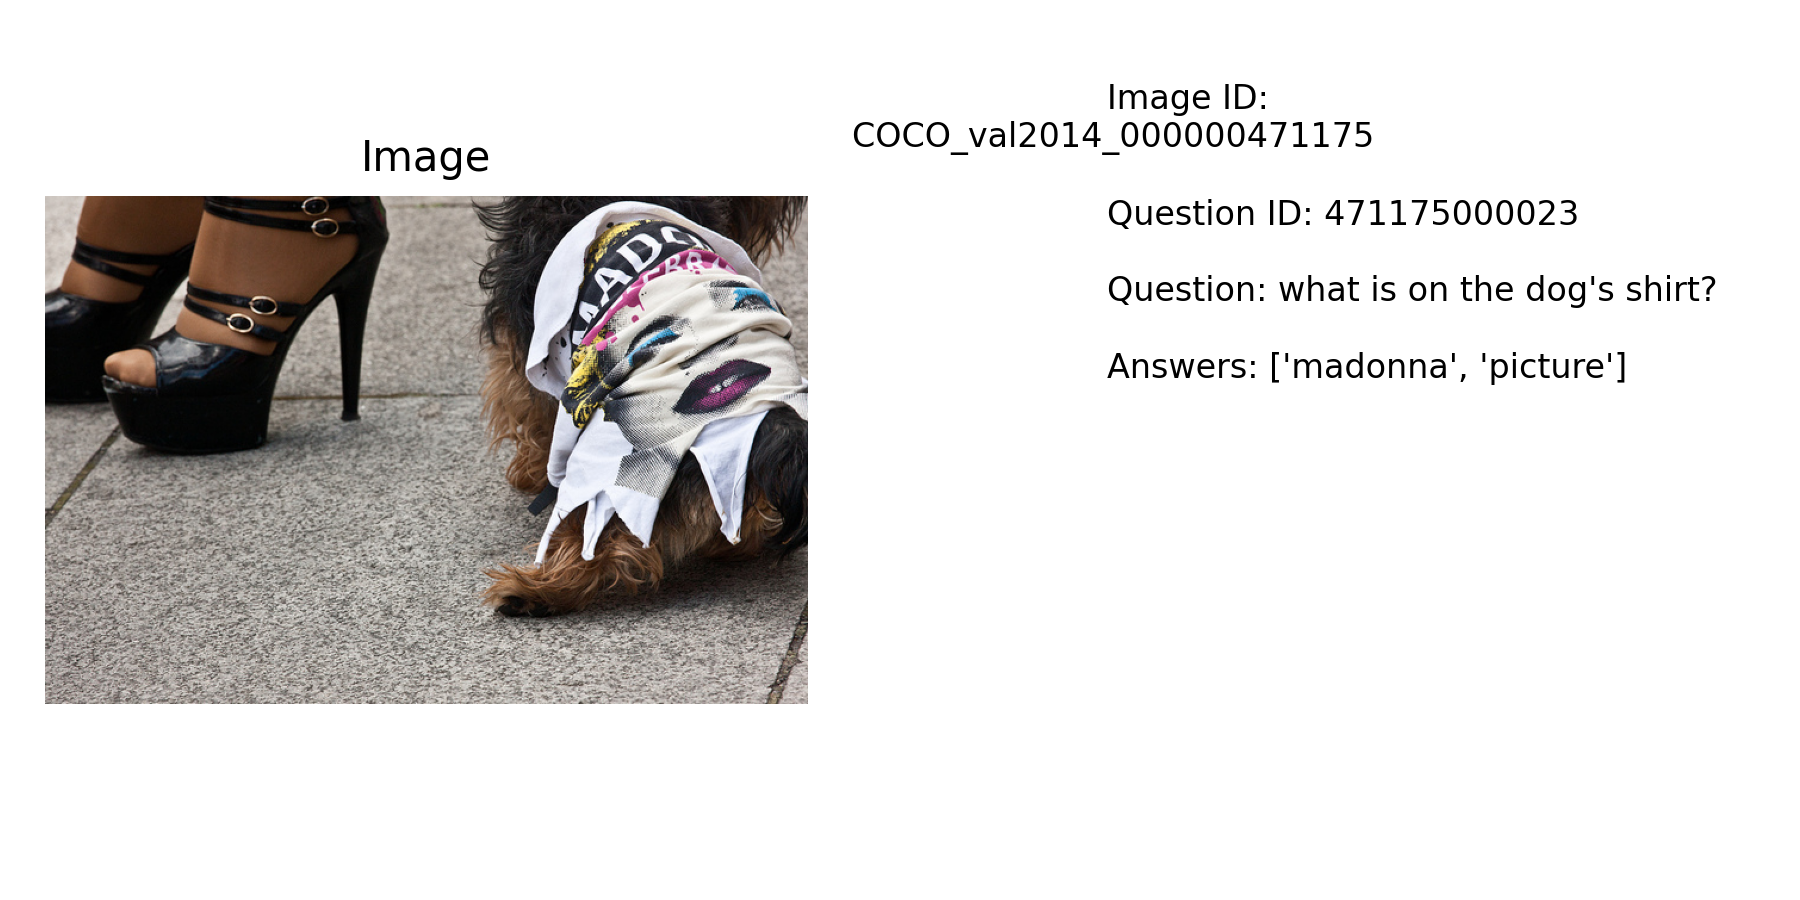 Image ID:
COCO_val2014_000000471175
Question ID: 471175000023
Question: what is on the dog's shirt?
Answers: ['madonna', 'picture']
Image
MADO